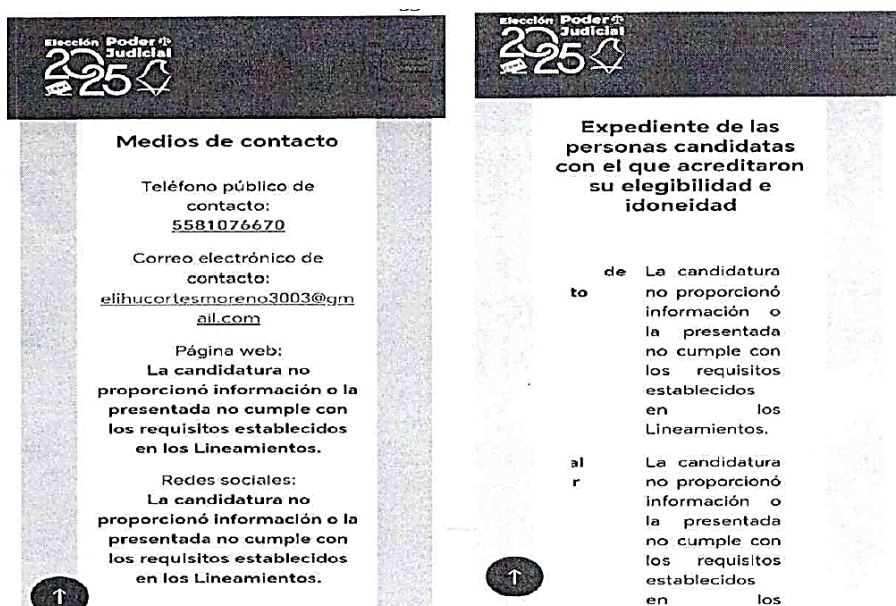 Elección Poder
Judicial
2025
Medios de contacto
Teléfono público de
contacto:
5581076670
Correo electrónico de
contacto:
elihucortesmoreno3003@gm
ail.com
Página web:
La candidatura no
proporcionó información o la
presentada no cumple con
los requisitos establecidos
en los Lineamientos.
Redes sociales:
La candidatura no
proporcionó información o la
presentada no cumple con
los requisitos establecidos
en los Lineamientos.
Elección Poder
Judicial
2025
Expediente de las
personas candidatas
con el que acreditaron
su elegibilidad e
idoneidad
de La candidatura
to no proporcionó
información o
la presentada
no cumple con
los requisitos
establecidos
en los
Lineamientos.
al La candidatura
r no proporcionó
información o
la presentada
no cumple con
los requisitos
establecidos
en los